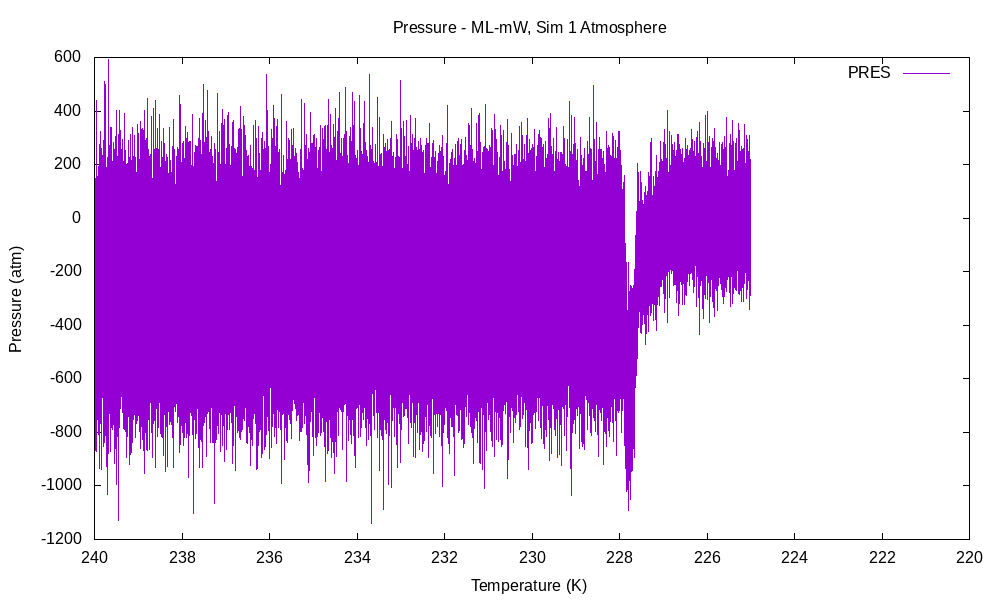 Pressure - ML-mW, Sim 1 Atmosphere
PRES
600
400
200
0
-200
-400
-600
-800
-1000
-1200
Pressure (atm)
240 238 236 234 232 230 228 226 224 222 220
Temperature (K)